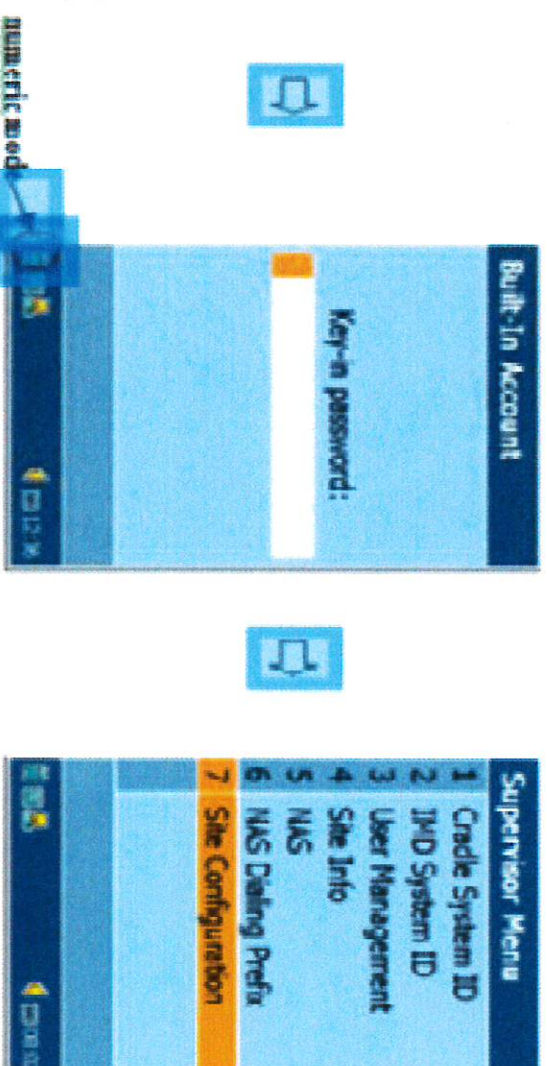 Built-In Account
Key-in password:
numeric mod
Supervisor Menu
1 Cradle System ID
2 IMD System ID
3 User Management
4 Site Info
5 NAS
6 NAS Dialing Prefix
7 Site Configuration